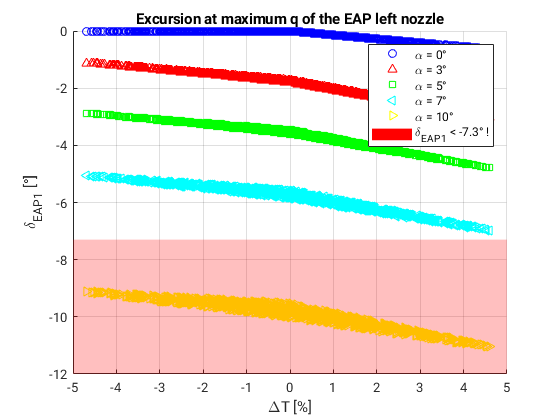 Excursion at maximum q of the EAP left nozzle
α = 0°
α = 3°
α = 5°
α = 7°
α = 10°
δEAP1 < -7.3° !
0
-2
-4
-6
-8
-10
-12
δEAP1 [°]
-5 -4 -3 -2 -1 0 1 2 3 4 5
ΔT [%]